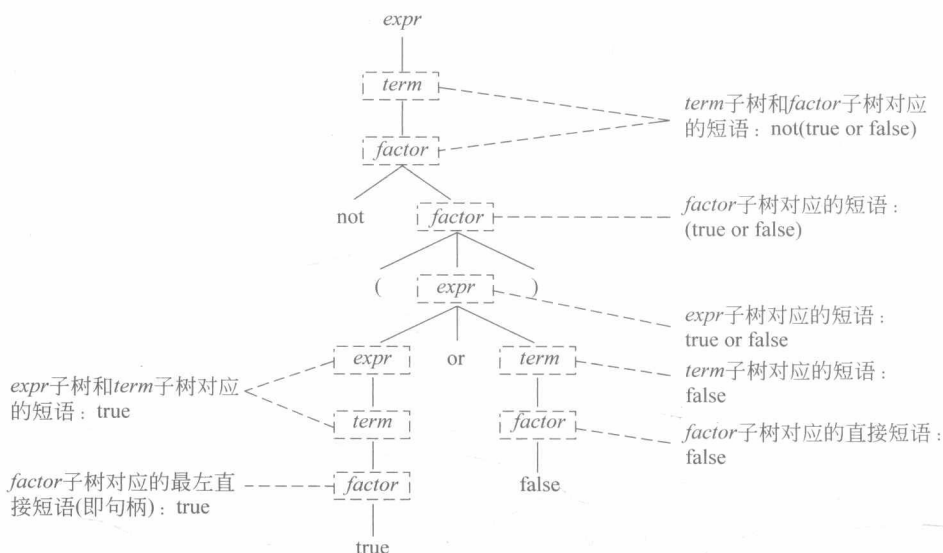 expr
term
term子树和factor子树对应
的短语：not(true or false)
factor
not
factor
factor子树对应的短语：
(true or false)
(
expr
)
expr子树对应的短语：
true or false
expr
or
term
term子树对应的短语：
false
expr子树和term子树对应
的短语：true
term
factor
factor子树对应的直接短语：
false
factor子树对应的最左直
接短语(即句柄)：true
factor
false
true